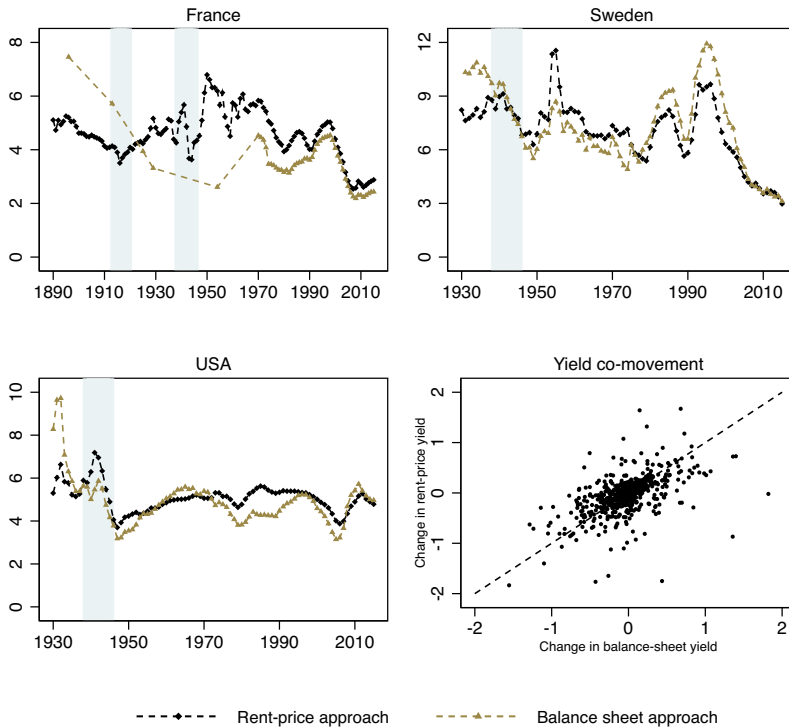 France
8
6
4
2
0
1890 1910 1930 1950 1970 1990 2015
Sweden
12
9
6
3
0
1930 1950 1970 1990 2010
USA
10
8
6
4
2
0
1930 1950 1970 1990 2015
Yield co-movement
Change in rent-price yield
2
1
0
-1
-2
-2 -1 0 1 2
Change in balance-sheet yield
Rent-price approach Balance sheet approach